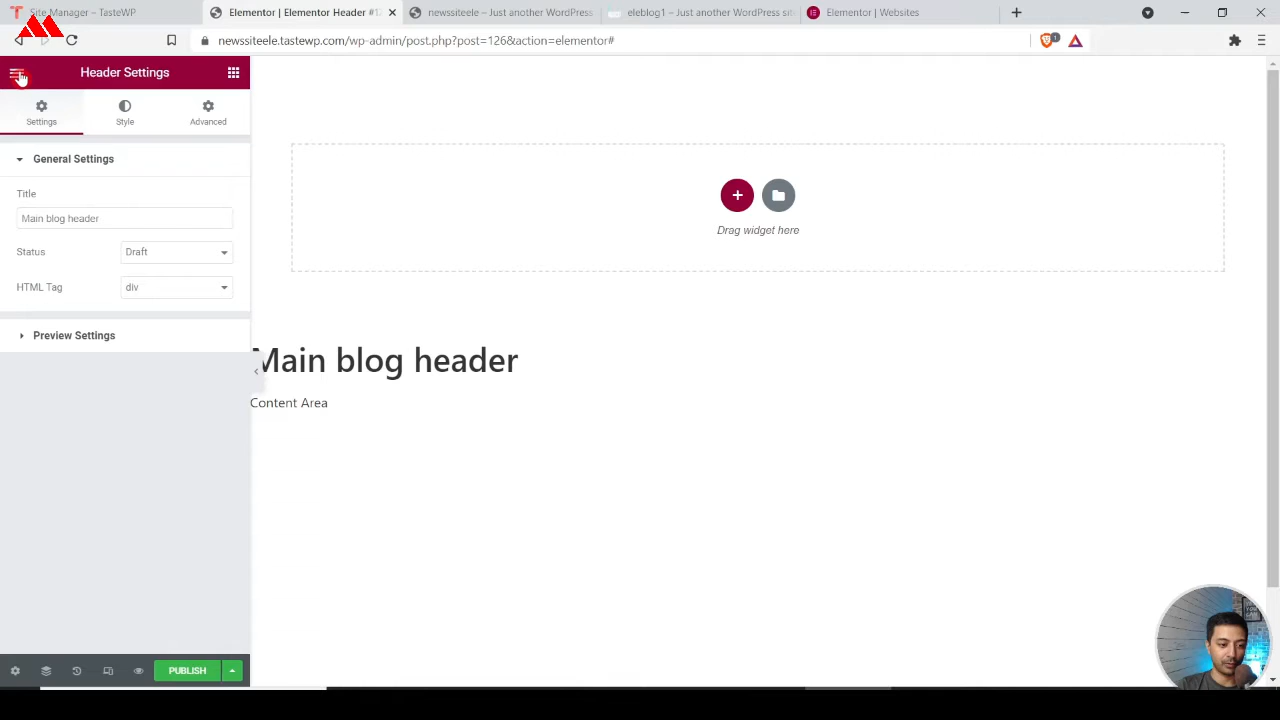 Site Manager - TasteWP
Elementor | Elementor Header #12
newssiteele – Just another WordPress
eleblog1 – Just another WordPress sit
Elementor | Websites
newssiteele.tastewp.com/wp-admin/post.php?post=126&action=elementor#
1
Header Settings
Settings
Style
Advanced
General Settings
Title
Main blog header
Status
Draft
HTML Tag
div
Preview Settings
PUBLISH
Drag widget here
Main blog header
Content Area